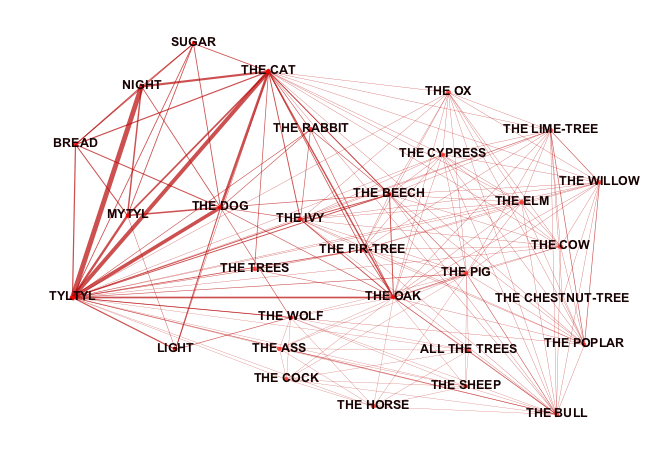 SUGAR
THE CAT
NIGHT
THE OX
THE RABBIT
THE LIME-TREE
BREAD
THE CYPRESS
THE WILLOW
THE BEECH
THE ELM
MYTYL
THE DOG
THE IVY
THE FIR-TREE
THE COW
THE TREES
THE PIG
TYLTYL
THE OAK
THE CHESTNUT-TREE
THE WOLF
THE POPLAR
LIGHT
THE ASS
ALL THE TREES
THE COCK
THE SHEEP
THE HORSE
THE BULL